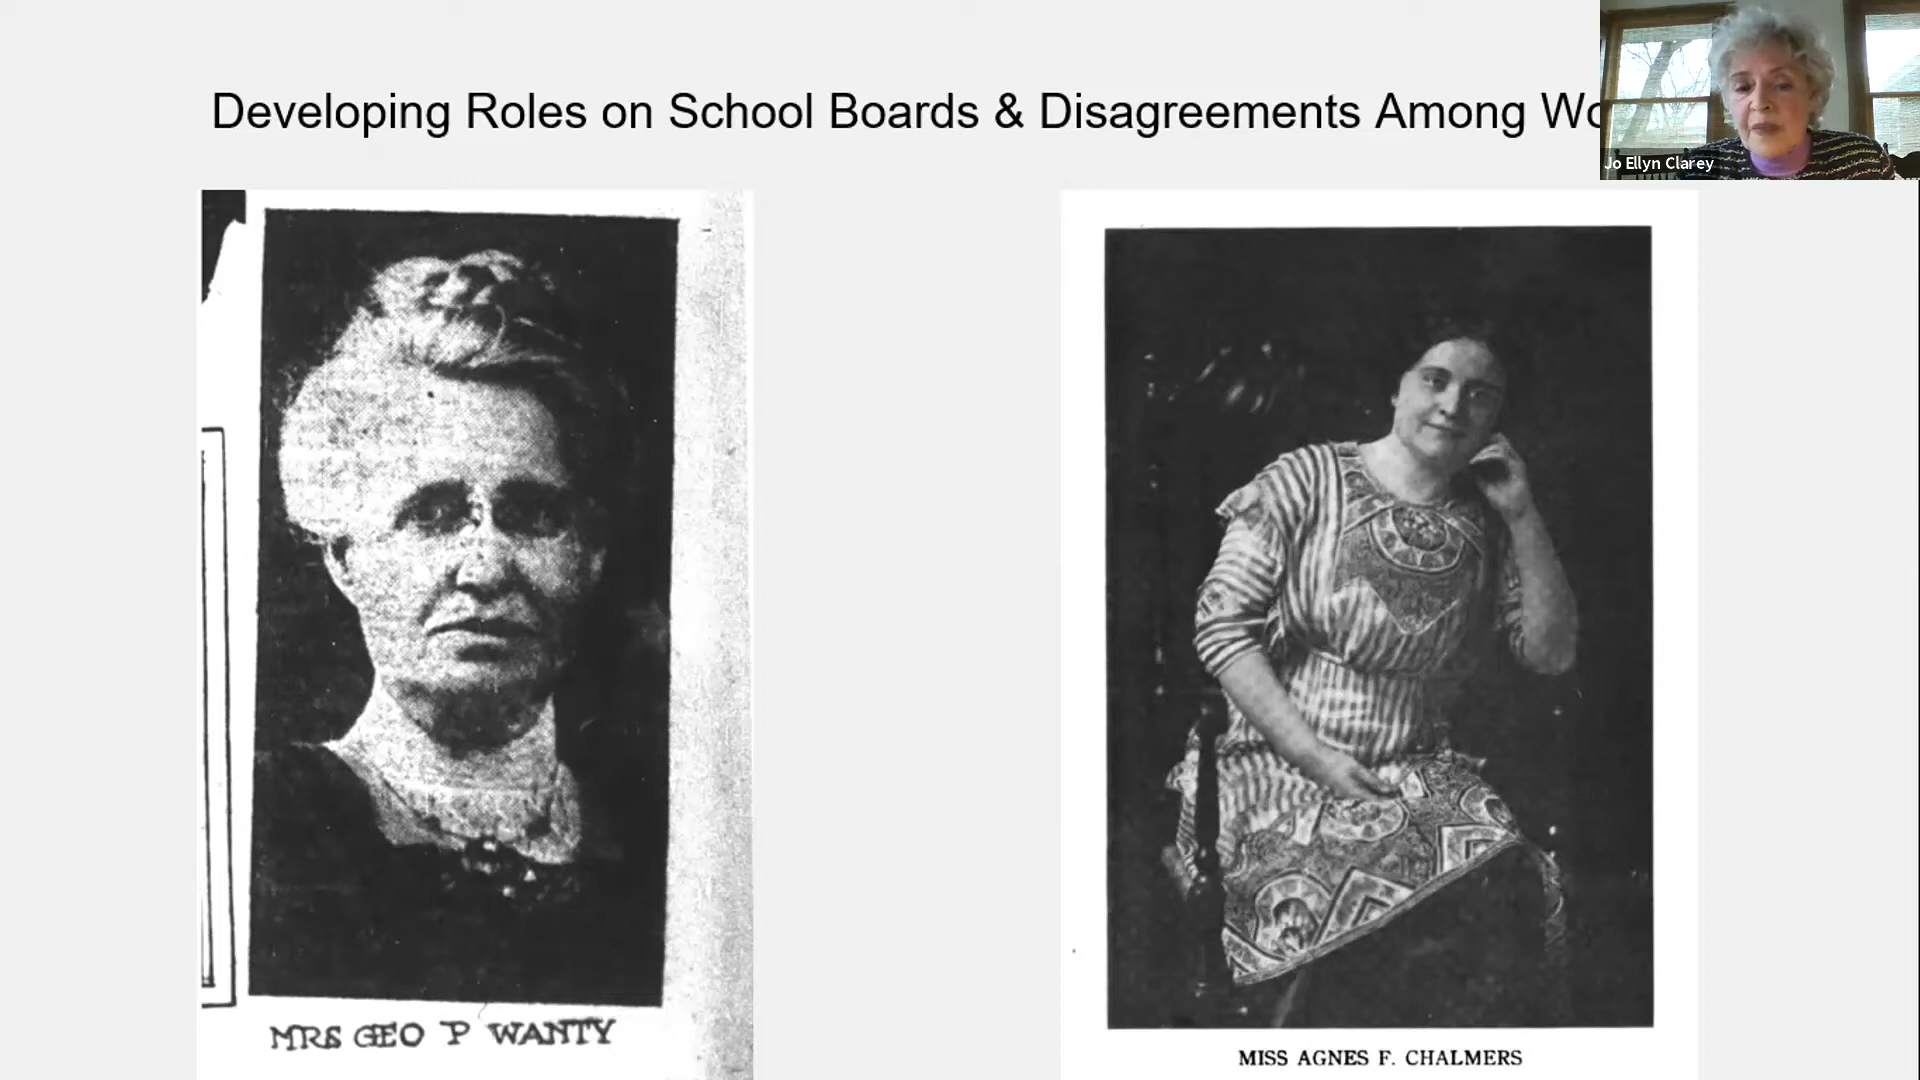 Developing Roles on School Boards & Disagreements Among Wo
Jo Ellyn Clarey
MRS GEO P WANTY
MISS AGNES F. CHALMERS